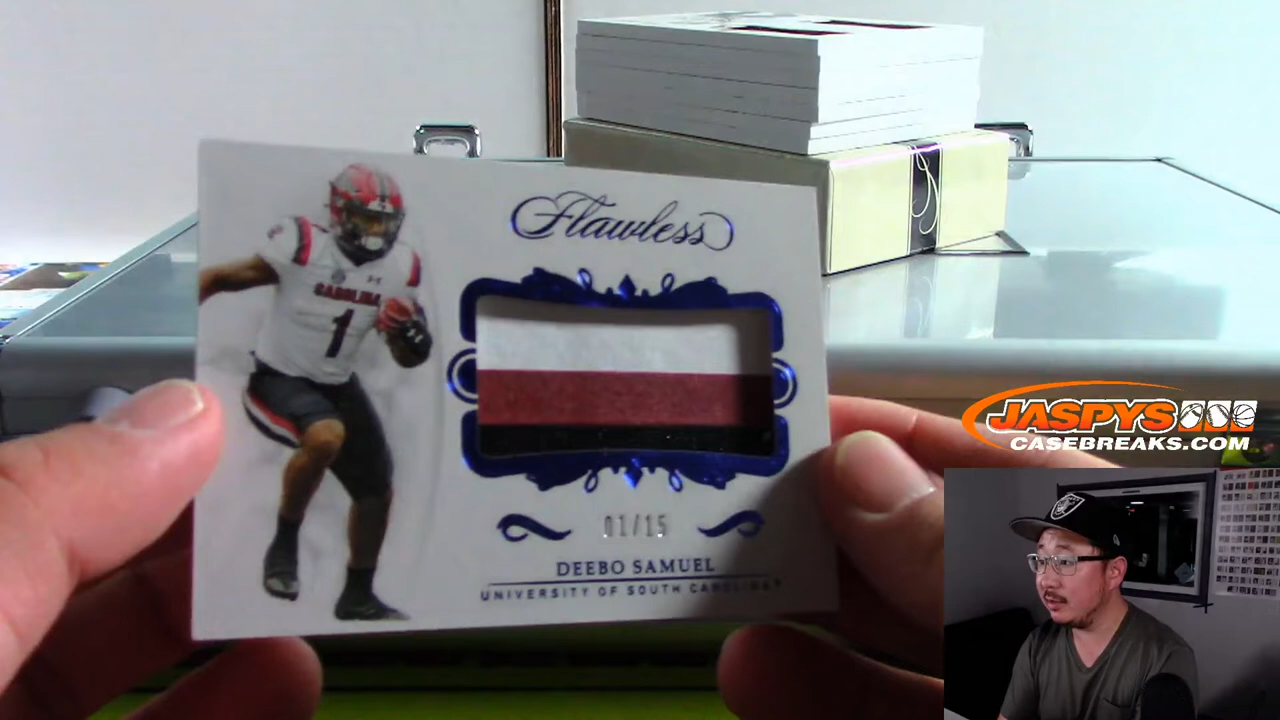 Flawless
CAROLINA
1
01/15
DEEBO SAMUEL
UNIVERSITY OF SOUTH CAROLINA
JASPYS
CASEBREAKS.COM